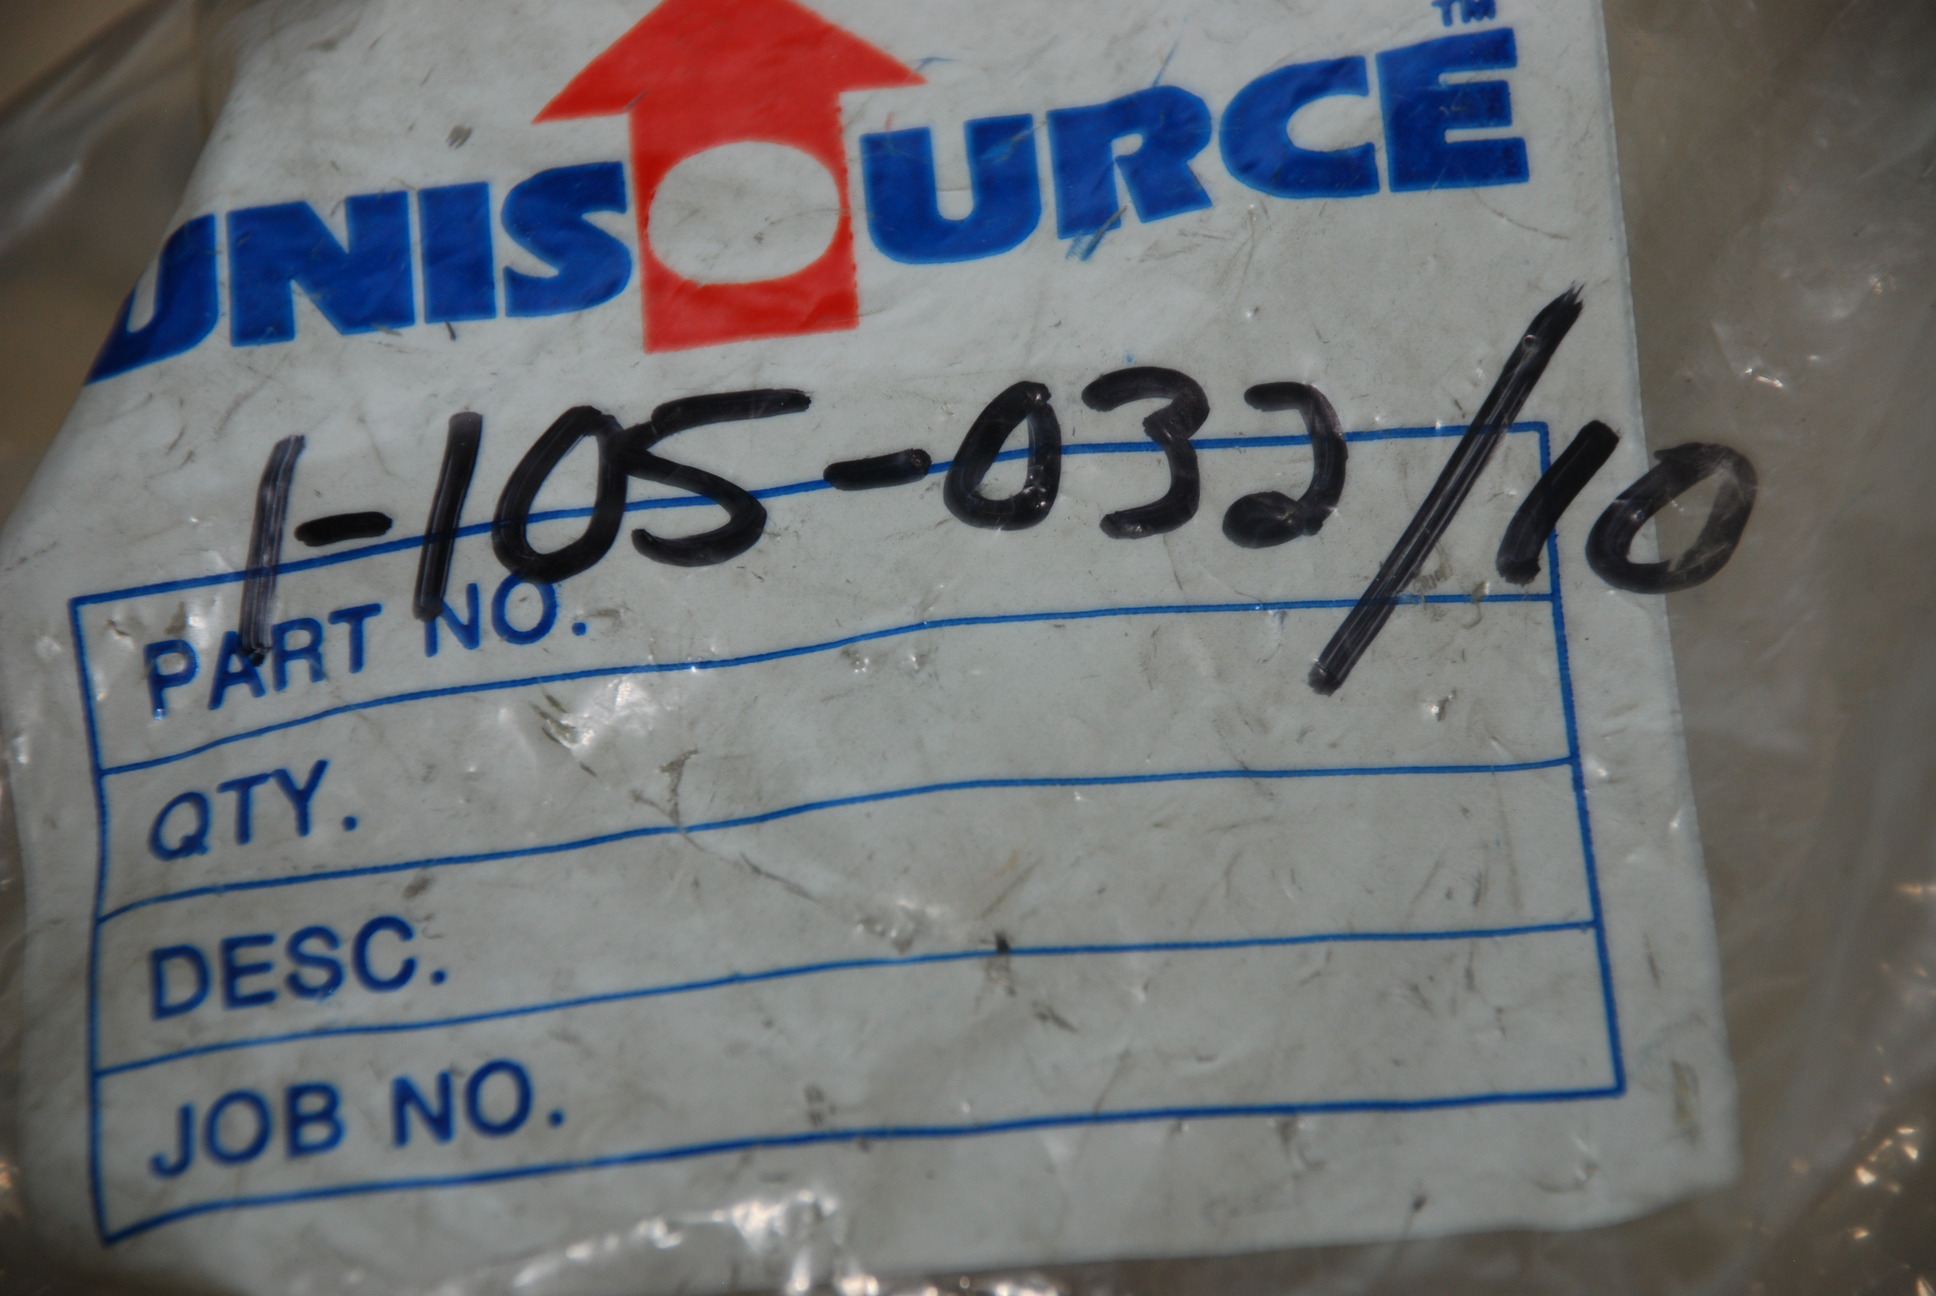 UNISOURCE™
1-105-032/10
PART NO.
QTY.
DESC.
JOB NO.